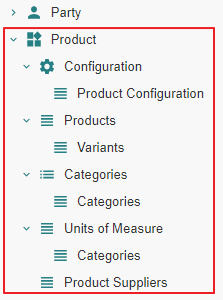 Party
Product
Configuration
Product Configuration
Products
Variants
Categories
Categories
Units of Measure
Categories
Product Suppliers